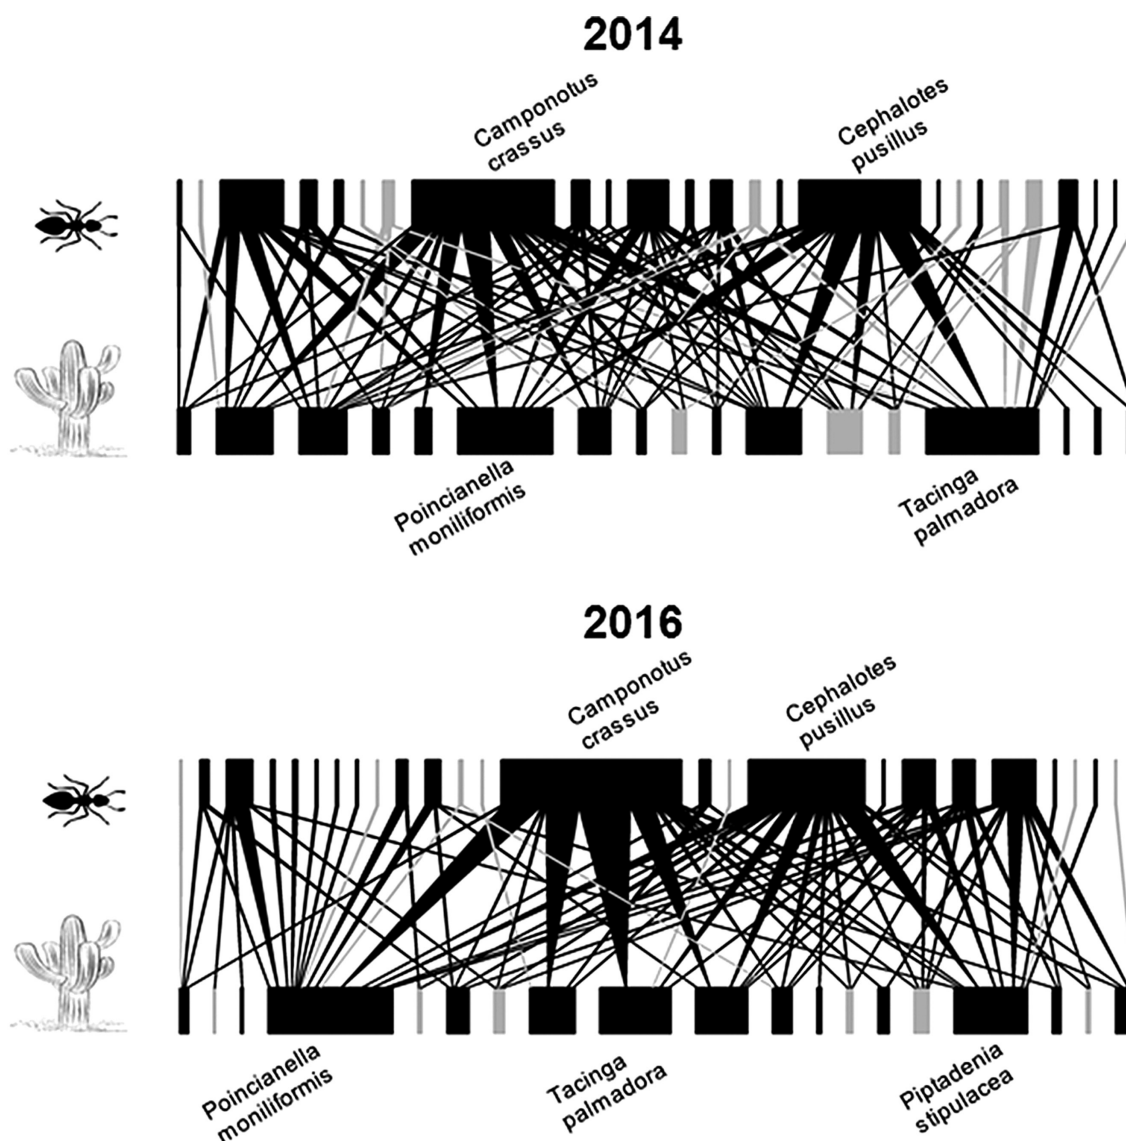 2014
Camponotus
crassus
Cephalotes
pusillus
Poincianella
moniliformis
Tacinga
palmadora
2016
Camponotus
crassus
Cephalotes
pusillus
Poincianella
moniliformis
Tacinga
palmadora
Piptadenia
stipulacea